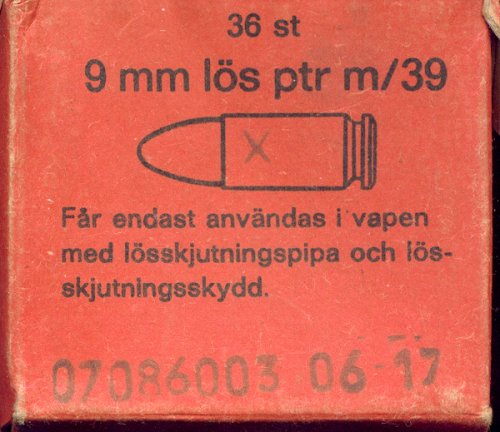 36 st
9 mm lös ptr m/39
X
Får endast användas i vapen
med lösskjutningspipa och lös-
skjutningsskydd.
07086003 06-17